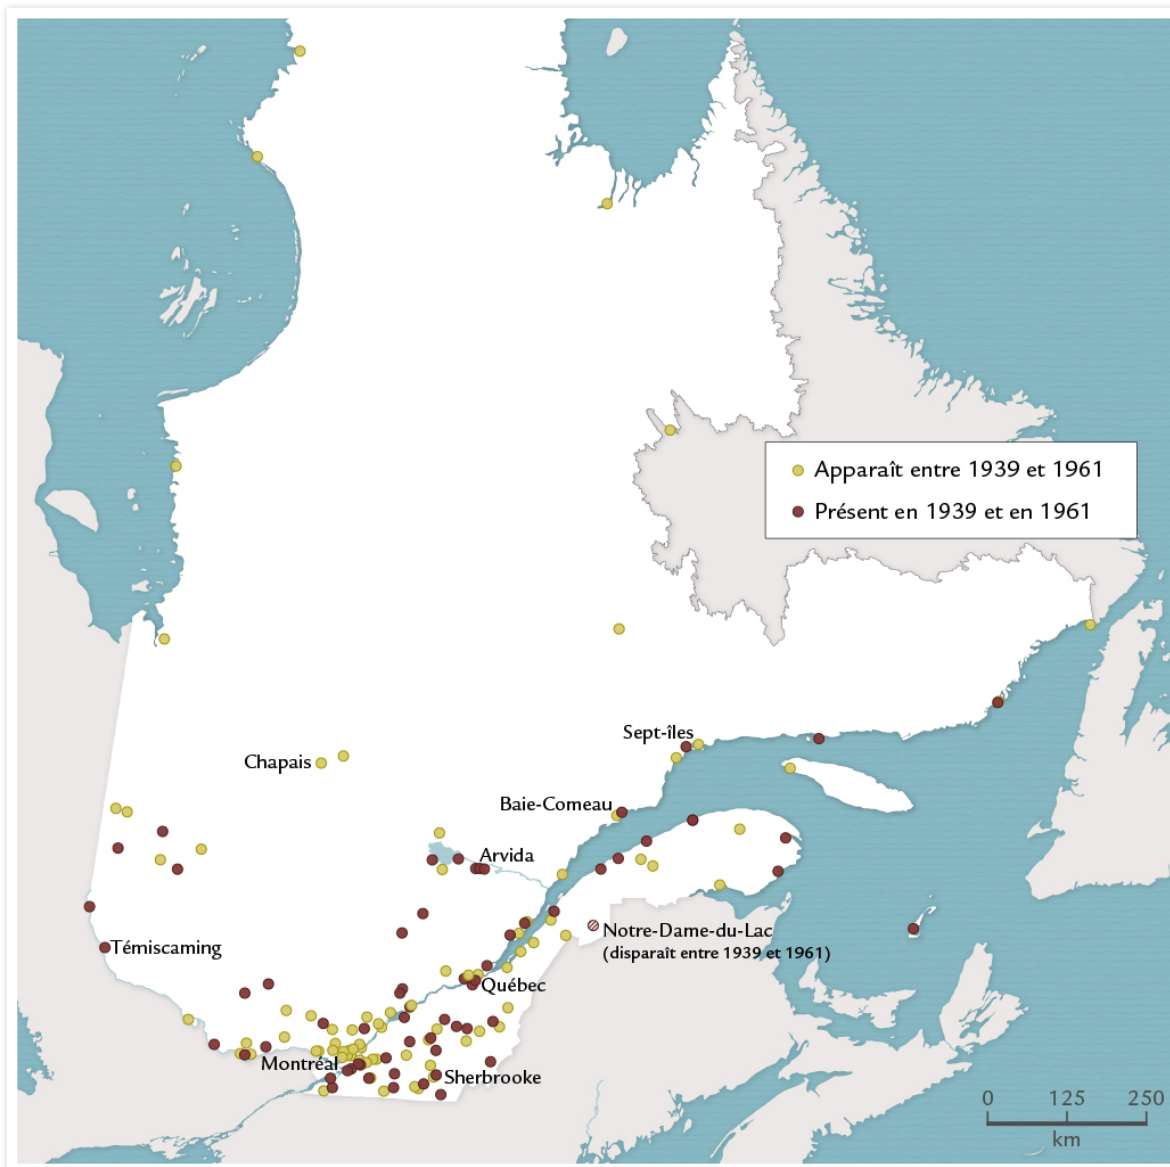 Apparaît entre 1939 et 1961
Présent en 1939 et en 1961
Sept-îles
Chapais
Baie-Comeau
Arvida
Notre-Dame-du-Lac
(disparaît entre 1939 et 1961)
Témiscaming
Québec
Montréal
Sherbrooke
0 125 250
km